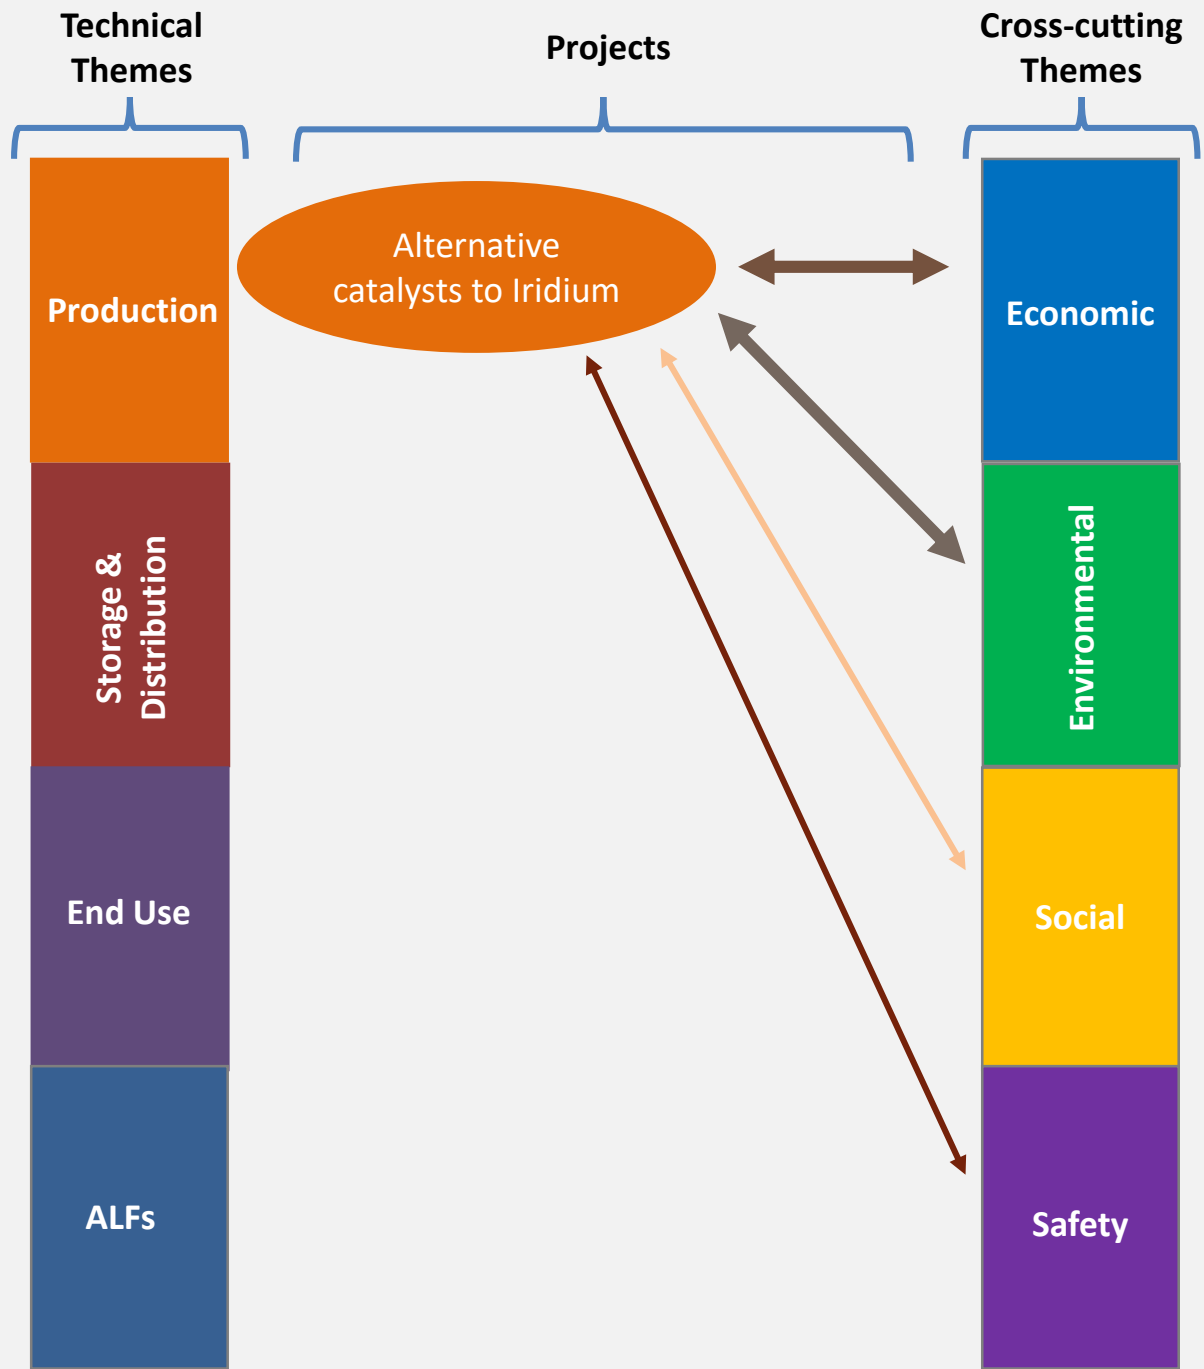 Technical
Themes
Projects
Cross-cutting
Themes
Production
Alternative
catalysts to Iridium
Economic
Storage &
Distribution
Environmental
End Use
Social
ALFs
Safety